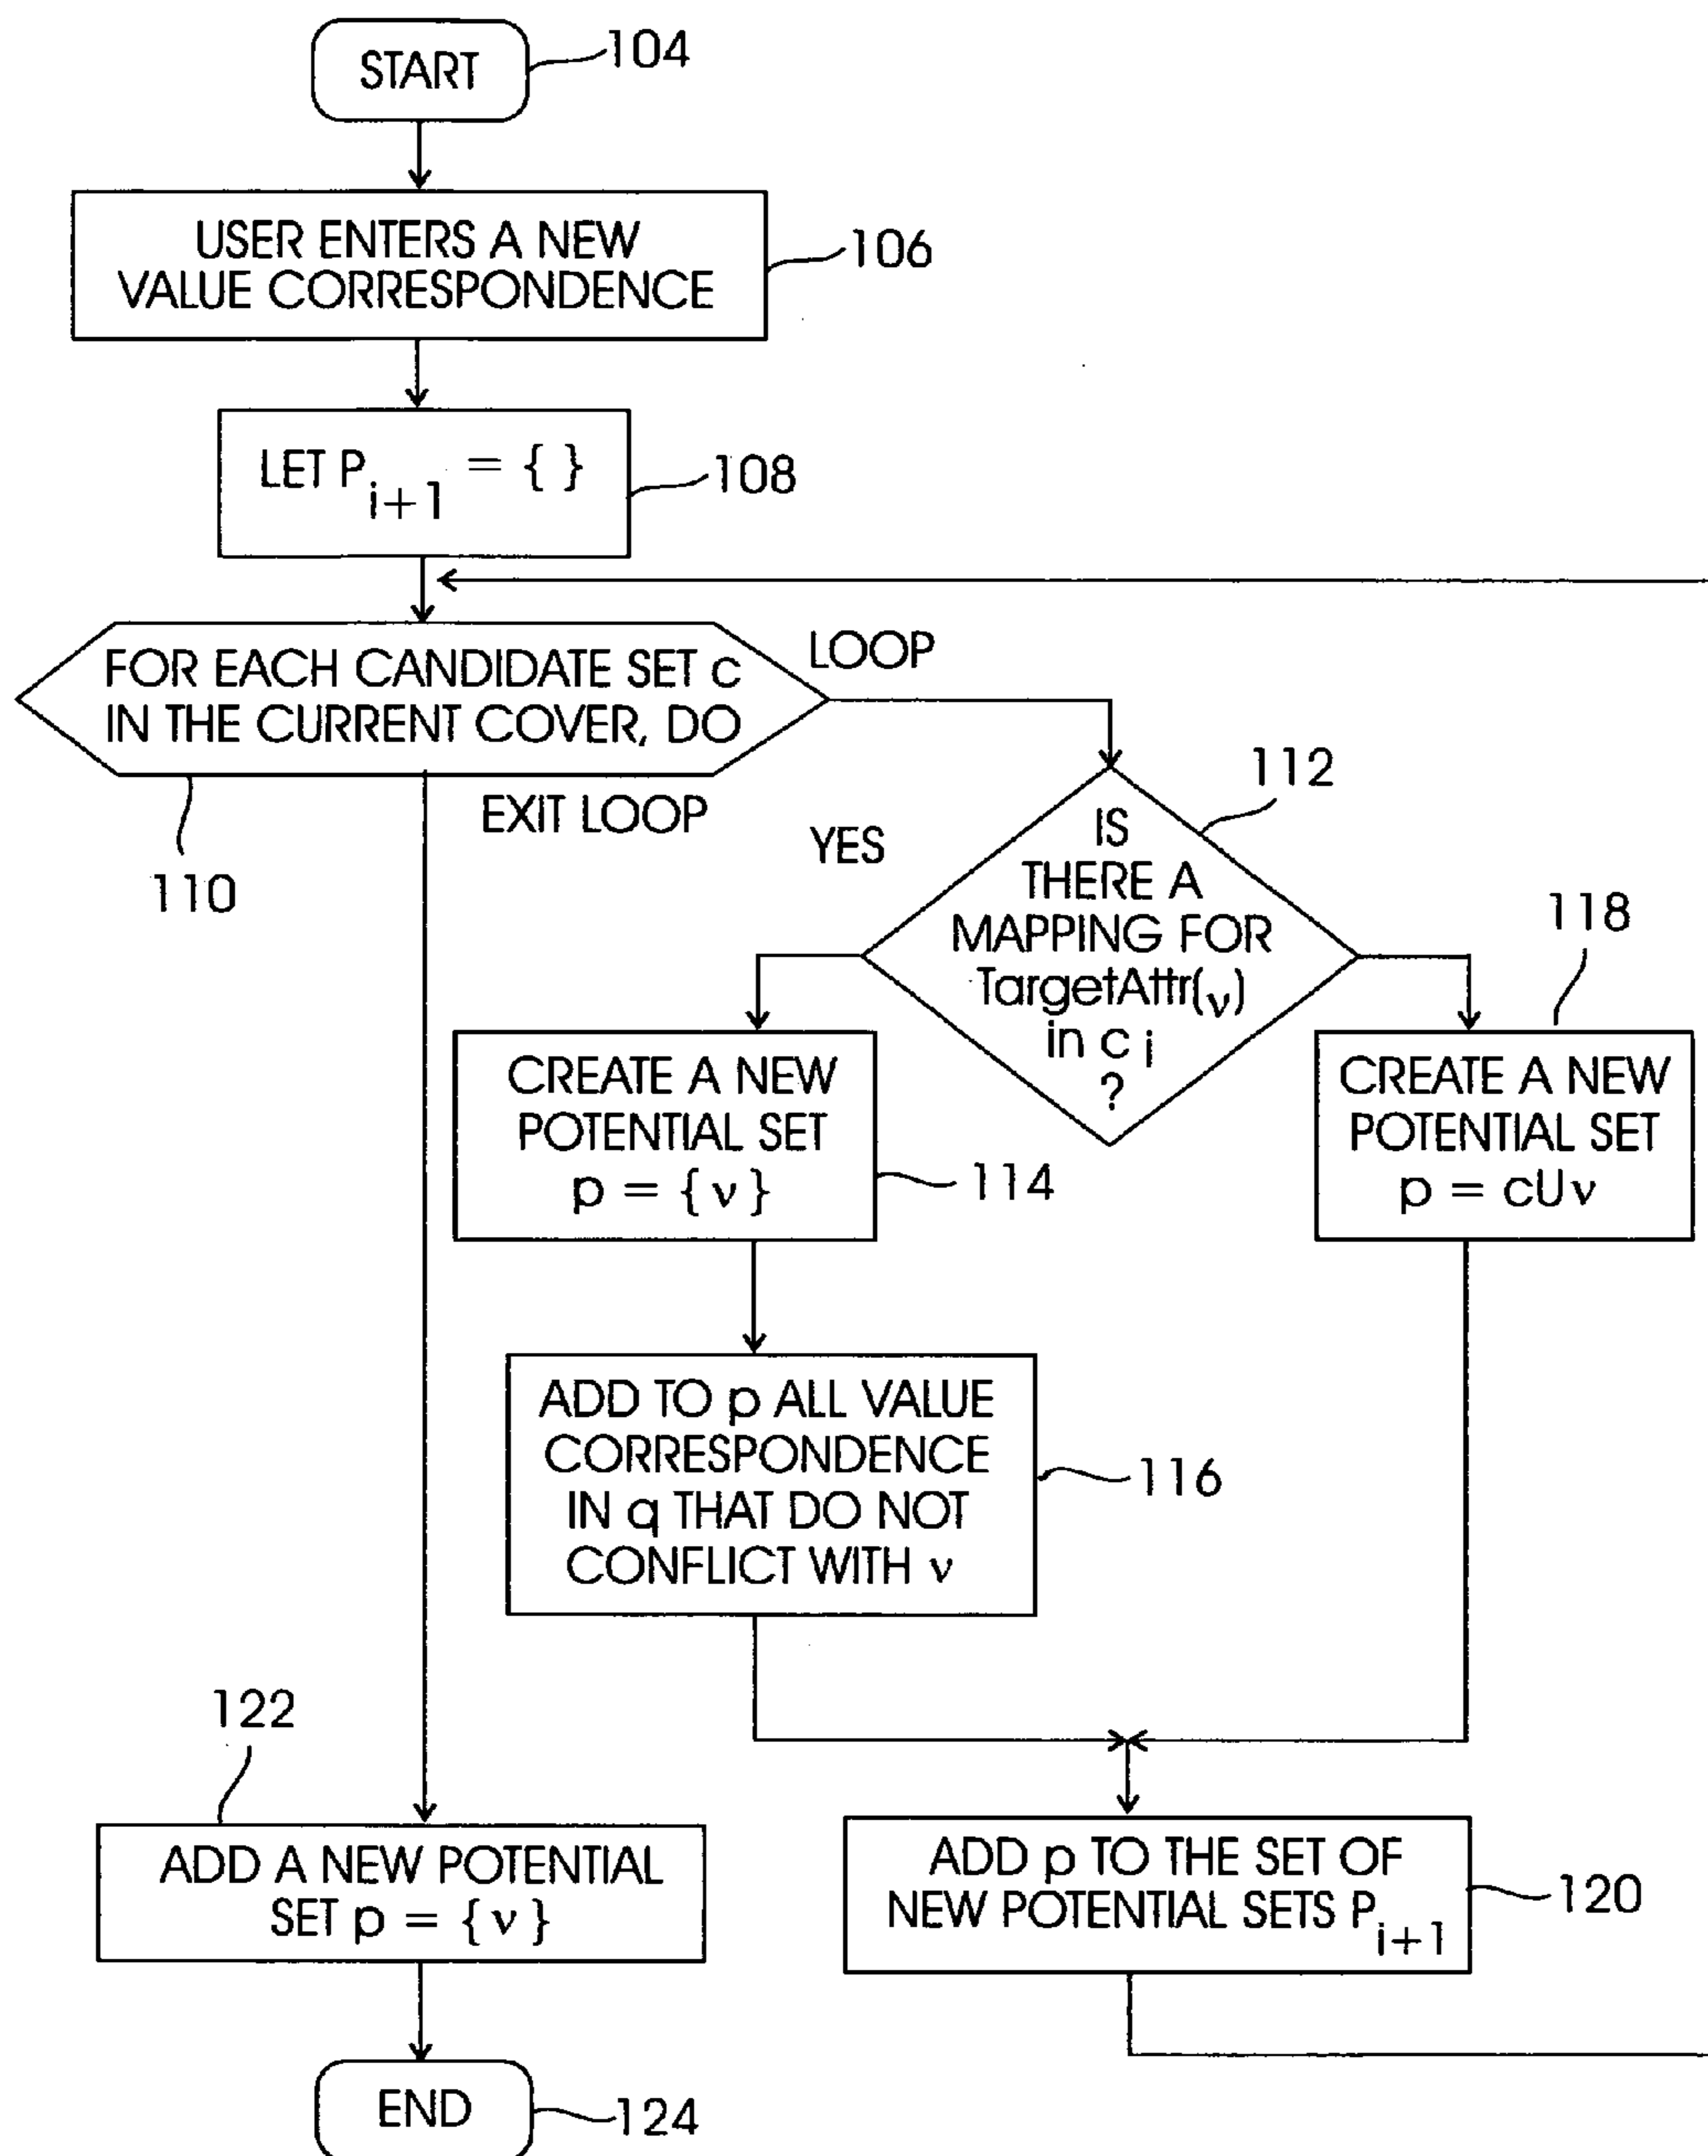 START
104
USER ENTERS A NEW
VALUE CORRESPONDENCE
106
LET P i+1 = { }
108
FOR EACH CANDIDATE SET c
IN THE CURRENT COVER, DO
LOOP
110
EXIT LOOP
112
YES
IS
THERE A
MAPPING FOR
TargetAttr(ν)
in c i
?
118
CREATE A NEW
POTENTIAL SET
p = { ν }
114
CREATE A NEW
POTENTIAL SET
p = cUν
ADD TO p ALL VALUE
CORRESPONDENCE
IN q THAT DO NOT
CONFLICT WITH ν
116
122
ADD A NEW POTENTIAL
SET p = { ν }
ADD p TO THE SET OF
NEW POTENTIAL SETS P i+1
120
END
124